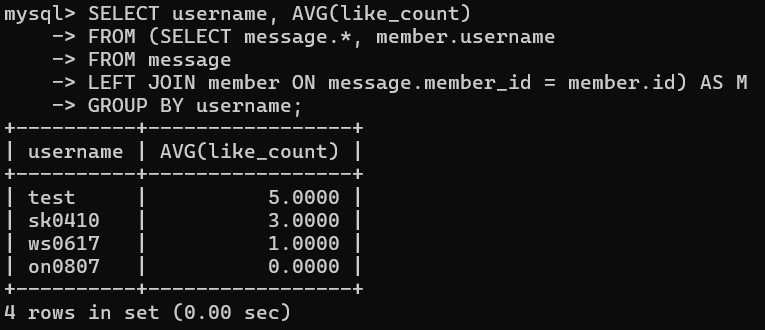 mysql> SELECT username, AVG(like_count)
    -> FROM (SELECT message.*, member.username
    -> FROM message
    -> LEFT JOIN member ON message.member_id = member.id) AS M
    -> GROUP BY username;
+----------+-----------------+
| username | AVG(like_count) |
+----------+-----------------+
| test     |          5.0000 |
| sk0410   |          3.0000 |
| ws0617   |          1.0000 |
| on0807   |          0.0000 |
+----------+-----------------+
4 rows in set (0.00 sec)